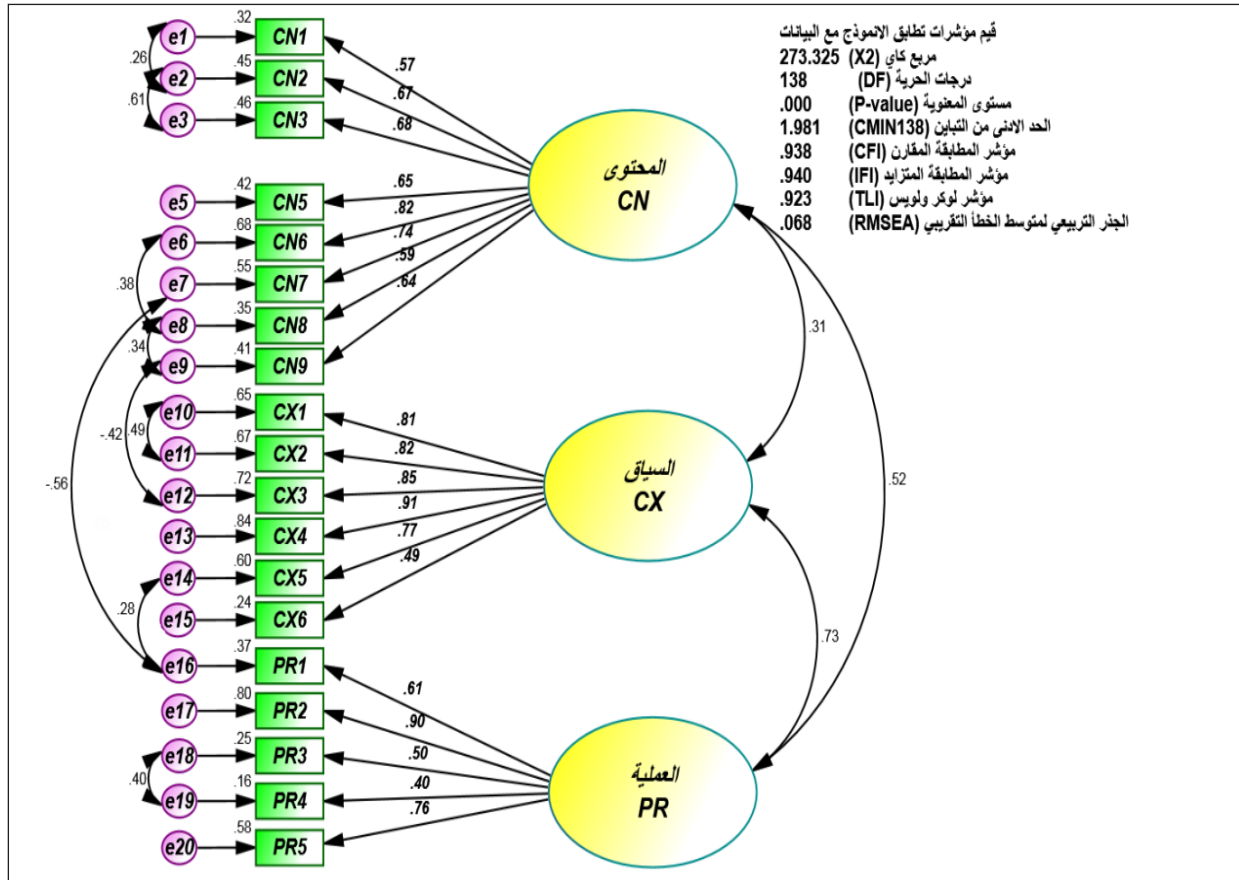 قيم مؤشرات تطابق الانموذج مع البيانات
مربع كاي (X2) 273.325
درجات الحرية (DF) 138
مستوى المعنوية (P-value) .000
الحد الادنى من التباين (CMIN138) 1.981
مؤشر المطابقة المقارن (CFI) .938
مؤشر المطابقة المتزايد (IFI) .940
مؤشر لوكر ولويس (TLI) .923
الجذر التربيعي لمتوسط الخطأ التقريبي (RMSEA) .068
e1 .32 CN1 .57
.26
e2 .45 CN2 .67
.61
e3 .46 CN3 .68
المحتوى
CN
e5 .42 CN5 .65
e6 .68 CN6 .82
e7 .55 CN7 .74
.38
e8 .35 CN8 .59
.34
e9 .41 CN9 .64
.31
e10 .65 CX1 .81
-.42 .49
e11 .67 CX2 .82
-.56
e12 .72 CX3 .85
السياق
CX
.52
e13 .84 CX4 .91
e14 .60 CX5 .77
.28
e15 .24 CX6 .49
.73
e16 .37 PR1 .61
e17 .80 PR2 .90
e18 .25 PR3 .50
.40
e19 .16 PR4 .40
العملية
PR
e20 .58 PR5 .76